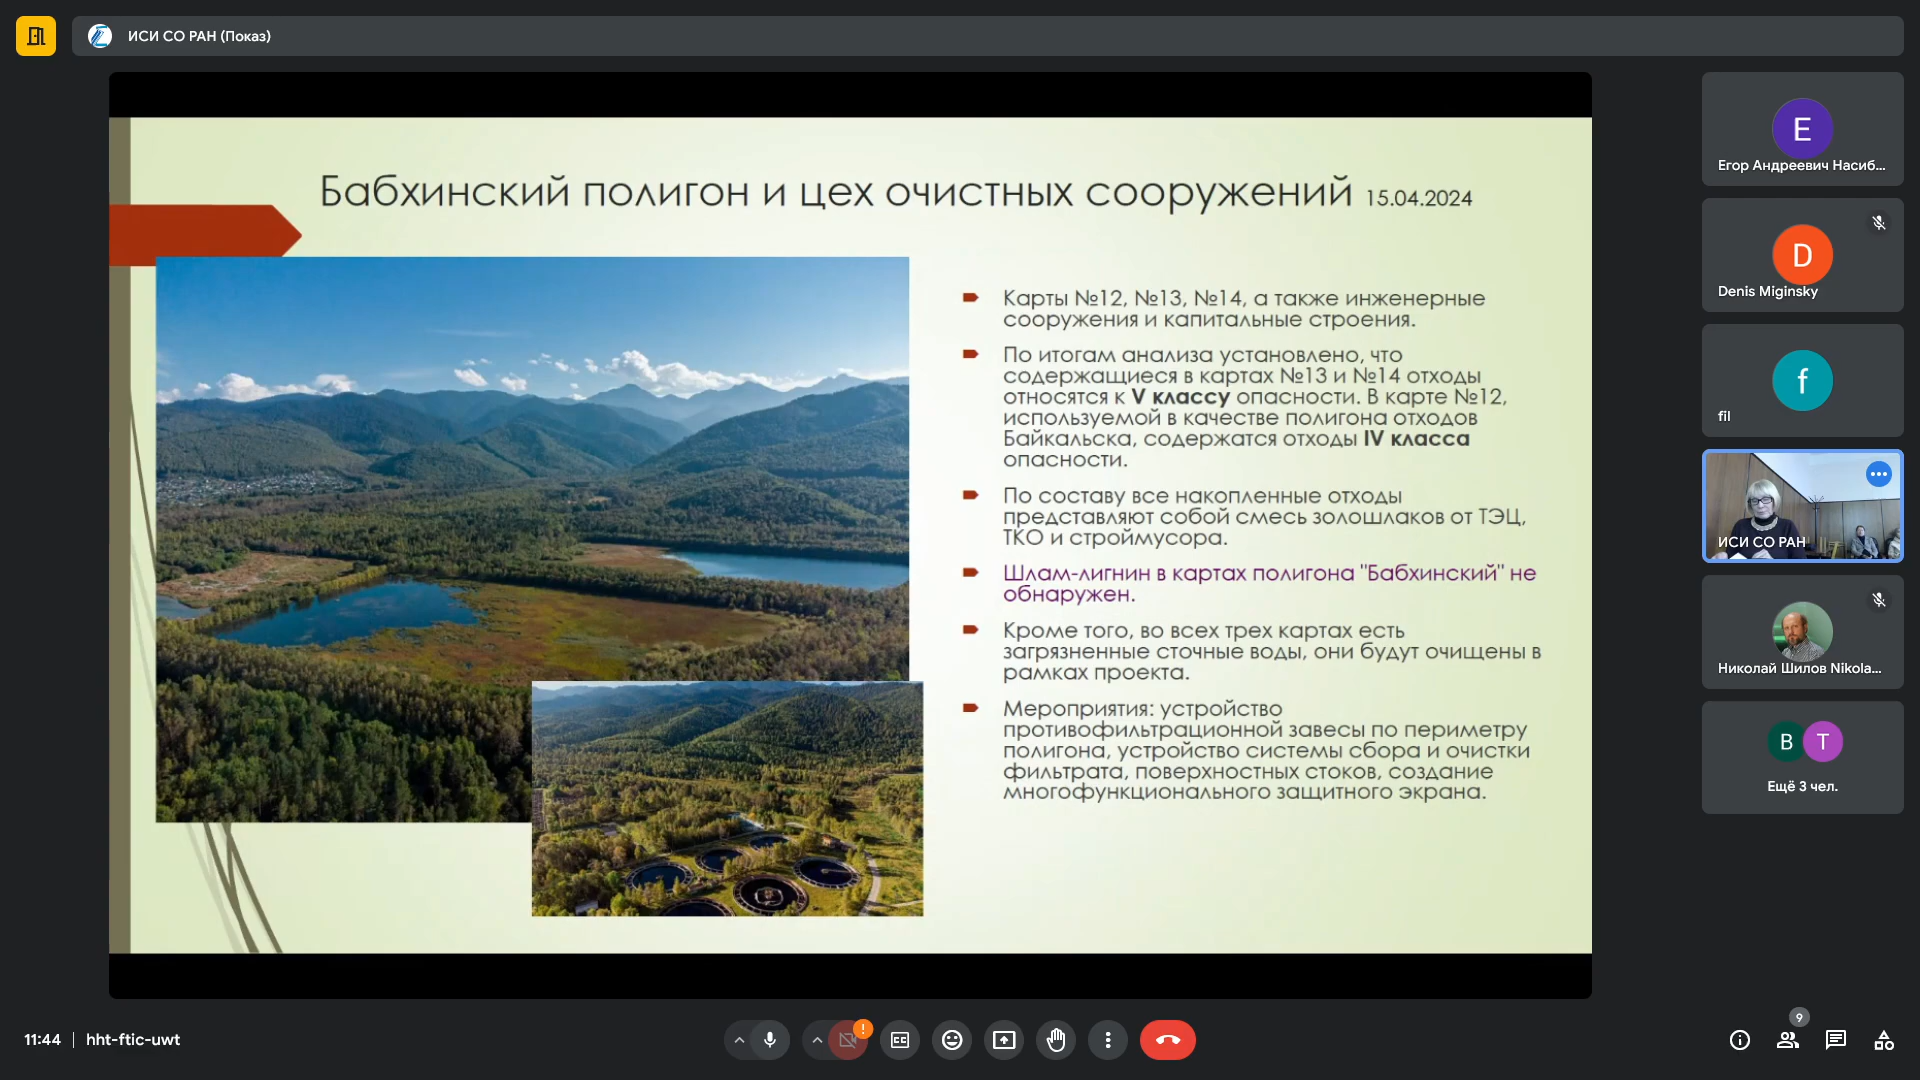 ИСИ СО РАН (Показ)
Бабхинский полигон и цех очистных сооружений 15.04.2024
Карты №12, №13, №14, а также инженерные
сооружения и капитальные строения.
По итогам анализа установлено, что
содержащиеся в картах №13 и №14 отходы
относятся к V классу опасности. В карте №12,
используемой в качестве полигона отходов
Байкальска, содержатся отходы IV класса
опасности.
По составу все накопленные отходы
представляют собой смесь золошлаков от ТЭЦ,
ТКО и строймусора.
Шлам-лигнин в картах полигона "Бабхинский" не
обнаружен.
Кроме того, во всех трех картах есть
загрязненные сточные воды, они будут очищены в
рамках проекта.
Мероприятия: устройство
противофильтрационной завесы по периметру
полигона, устройство системы сбора и очистки
фильтрата, поверхностных стоков, создание
многофункционального защитного экрана.
E
Егор Андреевич Насиб...
D
Denis Miginsky
f
fil
ИСИ СО РАН
Николай Шилов Nikola...
В Т
Ещё 3 чел.
11:44 | hht-ftic-uwt
!
CC
9